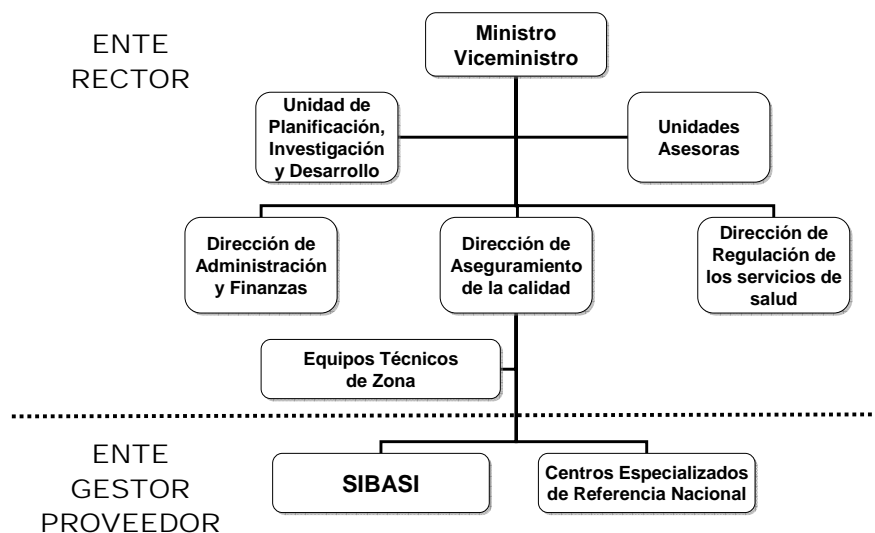 ENTE
RECTOR
Ministro
Viceministro
Unidad de
Planificación,
Investigación
y Desarrollo
Unidades
Asesoras
Dirección de
Administración
y Finanzas
Dirección de
Aseguramiento
de la calidad
Dirección de
Regulación de
los servicios de
salud
Equipos Técnicos
de Zona
ENTE
GESTOR
PROVEEDOR
SIBASI
Centros Especializados
de Referencia Nacional